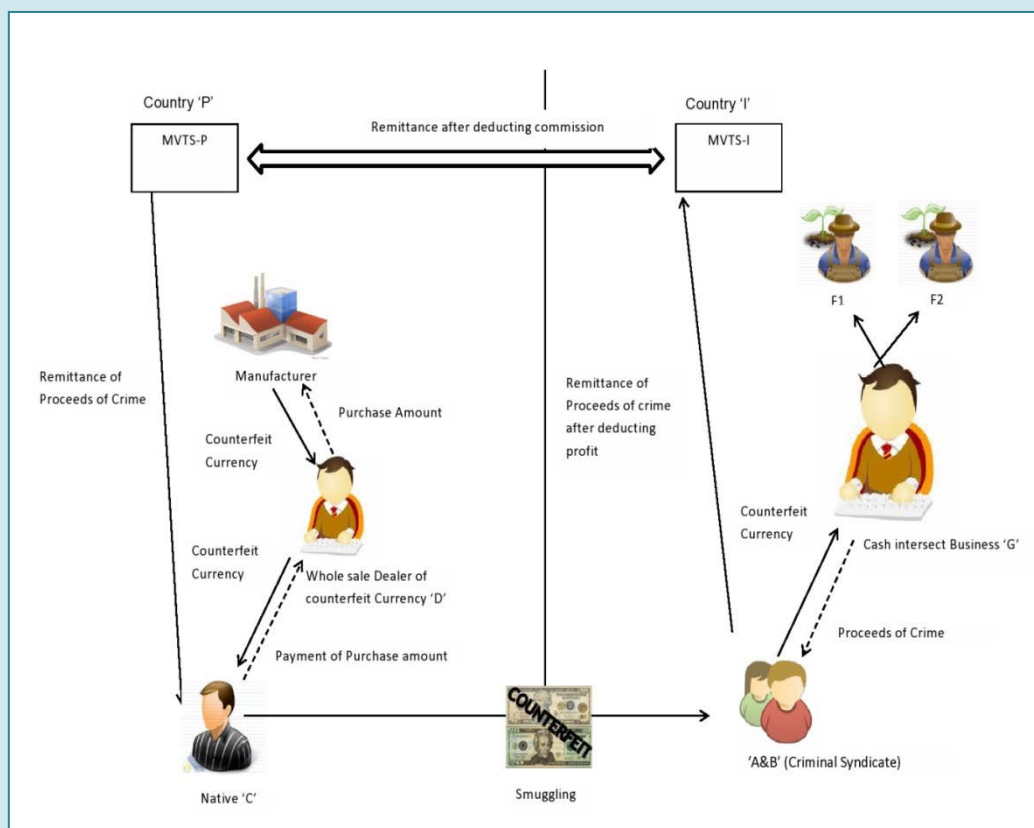 Country 'P'
Country 'I'
MVTS-P
Remittance after deducting commission
MVTS-I
F1
F2
Manufacturer
Remittance of
Proceeds of Crime
Purchase Amount
Remittance of
Proceeds of crime
after deducting
profit
Counterfeit
Currency
Counterfeit
Currency
Whole sale Dealer of
counterfeit Currency 'D'
Counterfeit
Currency
Cash intersect Business 'G'
Payment of Purchase amount
Proceeds of Crime
COUNTERFEIT
Native 'C'
Smuggling
'A&B' (Criminal Syndicate)